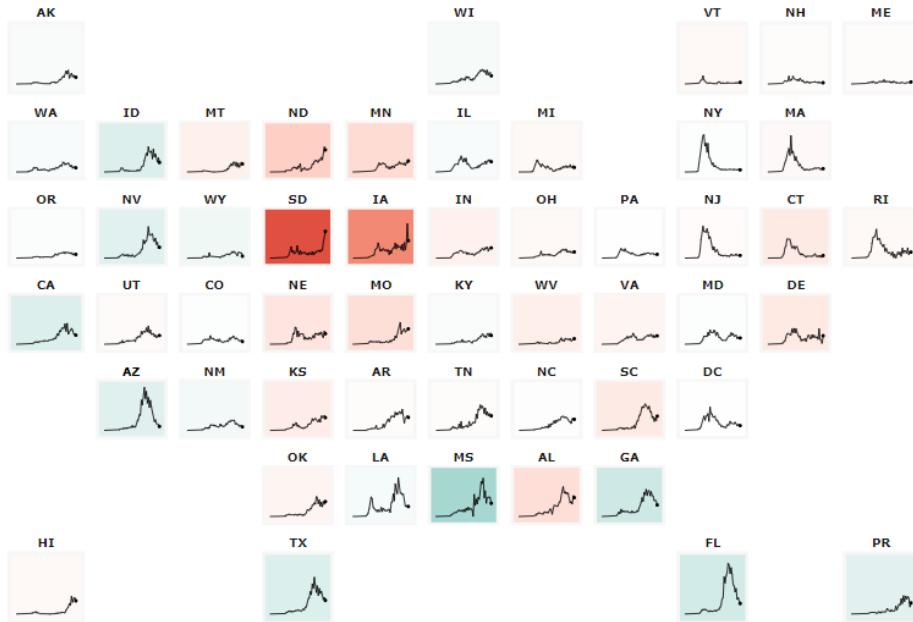 AK WI VT NH ME
WA ID MT ND MN IL MI NY MA
OR NV WY SD IA IN OH PA NJ CT RI
CA UT CO NE MO KY WV VA MD DE
AZ NM KS AR TN NC SC DC
OK LA MS AL GA
HI TX FL PR